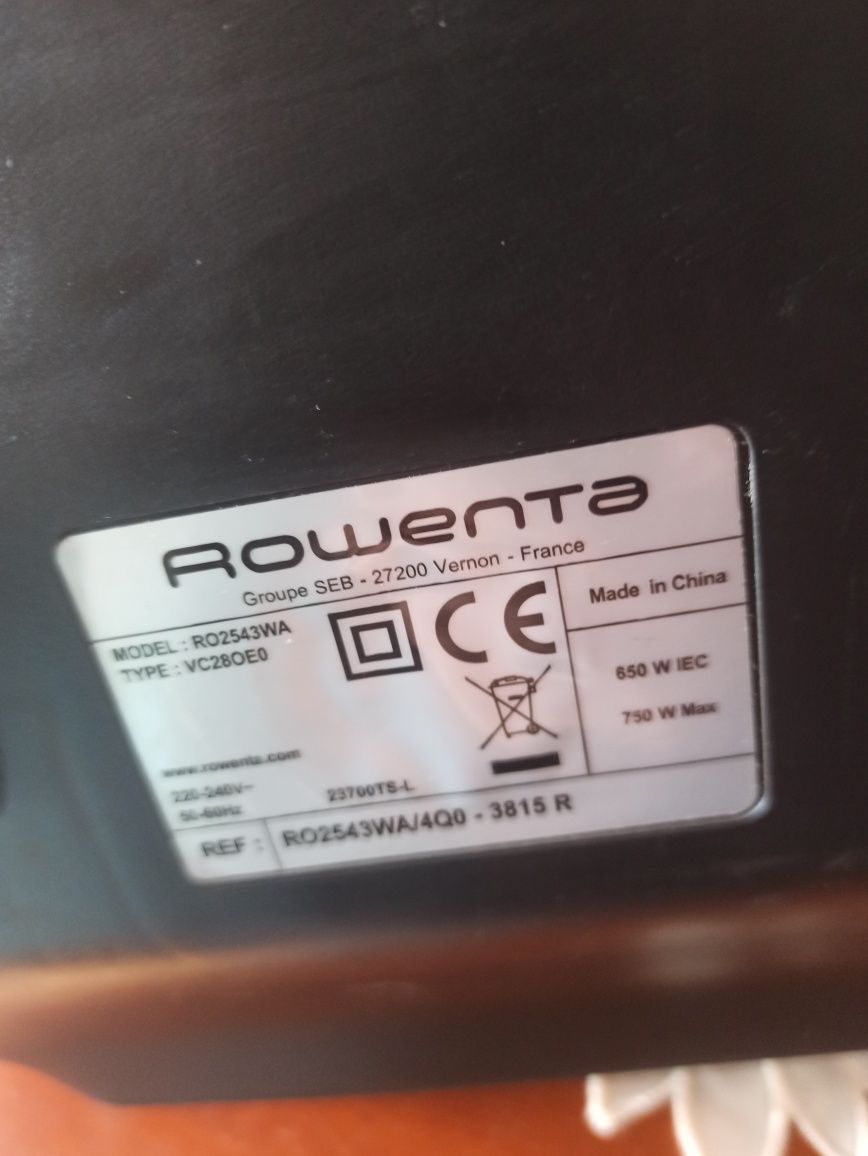 Rowenta
Groupe SEB - 27200 Vernon - France
MODEL : RO2543WA
TYPE : VC28OE0
CE
Made in China
650 W IEC
750 W Max
www.rowenta.com
220-240V~
50-60Hz
23700TS-L
REF : RO2543WA/4Q0 - 3815 R